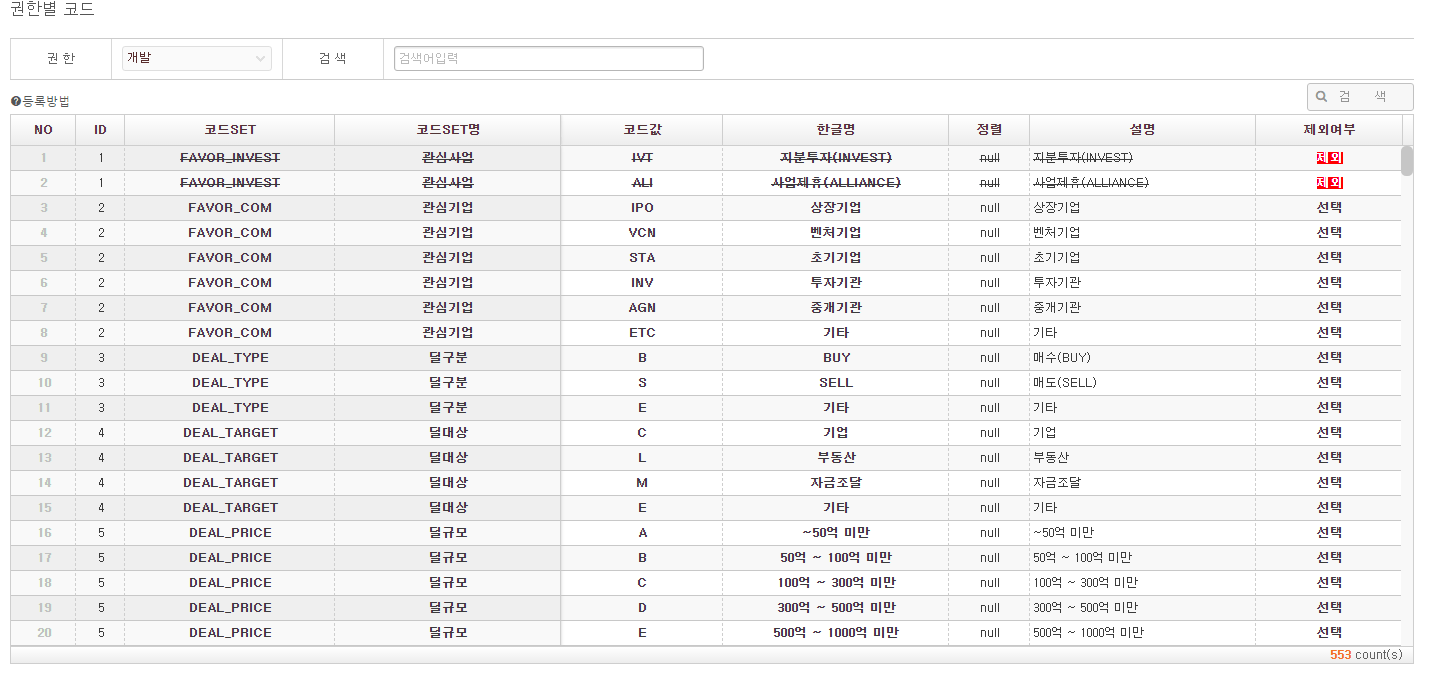 권한별 코드
권 한 개발 검 색 검색어입력
?등록방법 검 색
NO ID 코드SET 코드SET명 코드값 한글명 정렬 설명 제외여부
1 1 FAVOR_INVEST 관심사업 IVT 지분투자(INVEST) null 지분투자(INVEST) 제외
2 1 FAVOR_INVEST 관심사업 ALI 사업제휴(ALLIANCE) null 사업제휴(ALLIANCE) 제외
3 2 FAVOR_COM 관심기업 IPO 상장기업 null 상장기업 선택
4 2 FAVOR_COM 관심기업 VCN 벤처기업 null 벤처기업 선택
5 2 FAVOR_COM 관심기업 STA 초기기업 null 초기기업 선택
6 2 FAVOR_COM 관심기업 INV 투자기관 null 투자기관 선택
7 2 FAVOR_COM 관심기업 AGN 중개기관 null 중개기관 선택
8 2 FAVOR_COM 관심기업 ETC 기타 null 기타 선택
9 3 DEAL_TYPE 딜구분 B BUY null 매수(BUY) 선택
10 3 DEAL_TYPE 딜구분 S SELL null 매도(SELL) 선택
11 3 DEAL_TYPE 딜구분 E 기타 null 기타 선택
12 4 DEAL_TARGET 딜대상 C 기업 null 기업 선택
13 4 DEAL_TARGET 딜대상 L 부동산 null 부동산 선택
14 4 DEAL_TARGET 딜대상 M 자금조달 null 자금조달 선택
15 4 DEAL_TARGET 딜대상 E 기타 null 기타 선택
16 5 DEAL_PRICE 딜규모 A ~50억 미만 null ~50억 미만 선택
17 5 DEAL_PRICE 딜규모 B 50억 ~ 100억 미만 null 50억 ~ 100억 미만 선택
18 5 DEAL_PRICE 딜규모 C 100억 ~ 300억 미만 null 100억 ~ 300억 미만 선택
19 5 DEAL_PRICE 딜규모 D 300억 ~ 500억 미만 null 300억 ~ 500억 미만 선택
20 5 DEAL_PRICE 딜규모 E 500억 ~ 1000억 미만 null 500억 ~ 1000억 미만 선택
553 count(s)